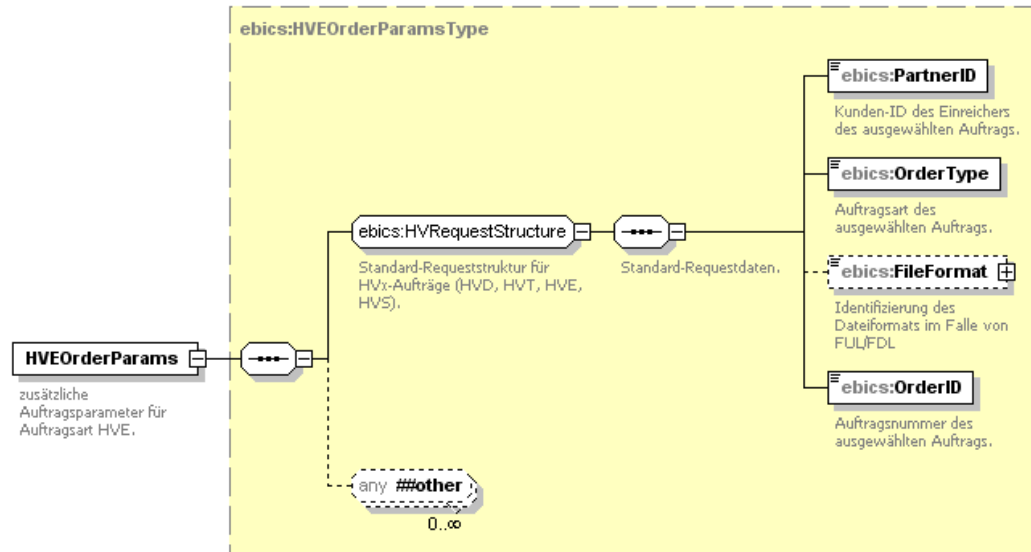 ebics:HVEOrderParamsType
ebics:PartnerID
Kunden-ID des Einreichers
des ausgewählten Auftrags.
ebics:OrderType
Auftragsart des
ausgewählten Auftrags.
ebics:HVRequestStructure
Standard-Requeststruktur für
HVx-Aufträge (HVD, HVT, HVE,
HVS).
Standard-Requestdaten.
ebics:FileFormat
Identifizierung des
Dateiformats im Falle von
FUL/FDL
HVEOrderParams
zusätzliche
Auftragsparameter für
Auftragsart HVE.
ebics:OrderID
Auftragsnummer des
ausgewählten Auftrags.
any ##other
0..∞